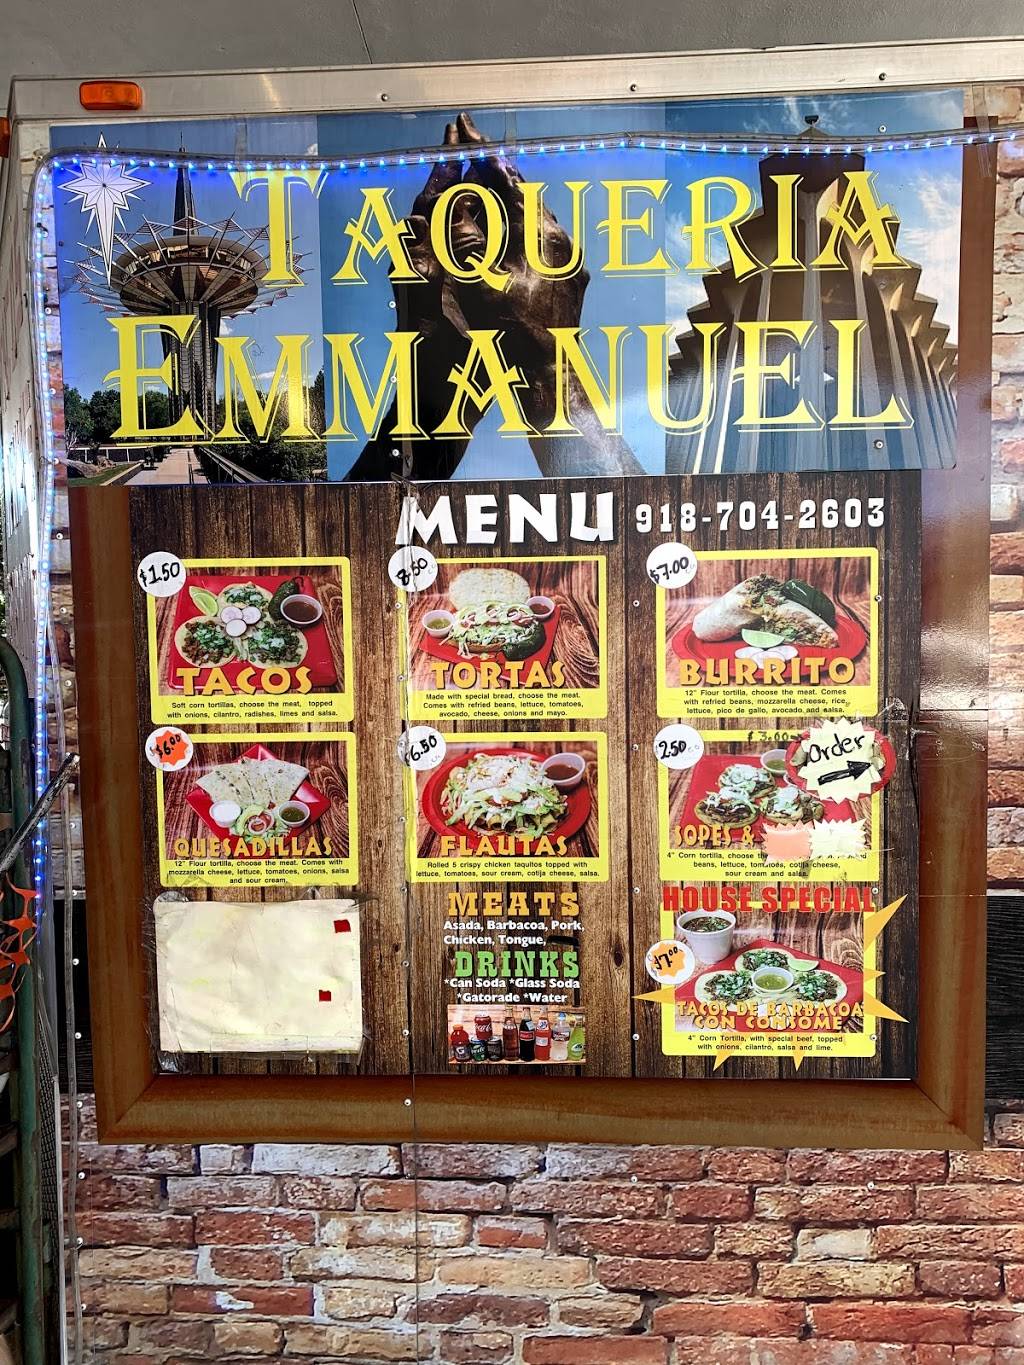 TAQUERIA
EMMANUEL
MENU 918-704-2603
$1.50
TACOS
Soft corn tortillas, choose the meat, topped
with onions, cilantro, radishes, limes and salsa.
8.50
TORTAS
Made with special bread, choose the meat.
Comes with refried beans, lettuce, tomatoes,
avocado, cheese, onions and mayo.
$7.00
BURRITO
12" Flour tortilla, choose the meat. Comes
with refried beans, mozzarella cheese, rice,
lettuce, pico de gallo, avocado and salsa.
$6.00
QUESADILLAS
12" Flour tortilla, choose the meat. Comes with
mozzarella cheese, lettuce, tomatoes, onions, salsa
and sour cream.
6.50
FLAUTAS
Rolled 5 crispy chicken taquitos topped with
lettuce, tomatoes, sour cream, cotija cheese, salsa.
2.50
$3.00
Order
SOPES &
4" Corn tortilla, choose
beans, lettuce, tomatoes, cotija cheese,
sour cream and salsa.
MEATS
Asada, Barbacoa, Pork,
Chicken, Tongue,
DRINKS
*Can Soda *Glass Soda
*Gatorade *Water
HOUSE SPECIAL
$7.00
TACOS DE BARBACOA
CON CONSOME
4" Corn Tortilla, with special beef, topped
with onions, cilantro, salsa and lime.